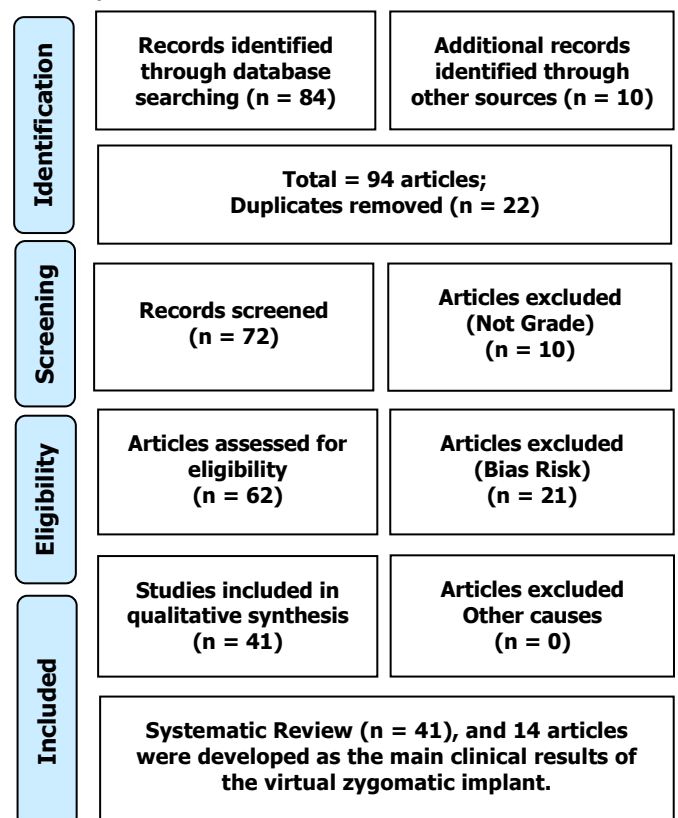 Identification
Records identified
through database
searching (n = 84)
Additional records
identified through
other sources (n = 10)
Total = 94 articles;
Duplicates removed (n = 22)
Screening
Records screened
(n = 72)
Articles excluded
(Not Grade)
(n = 10)
Eligibility
Articles assessed for
eligibility
(n = 62)
Articles excluded
(Bias Risk)
(n = 21)
Included
Studies included in
qualitative synthesis
(n = 41)
Articles excluded
Other causes
(n = 0)
Systematic Review (n = 41), and 14 articles
were developed as the main clinical results of
the virtual zygomatic implant.